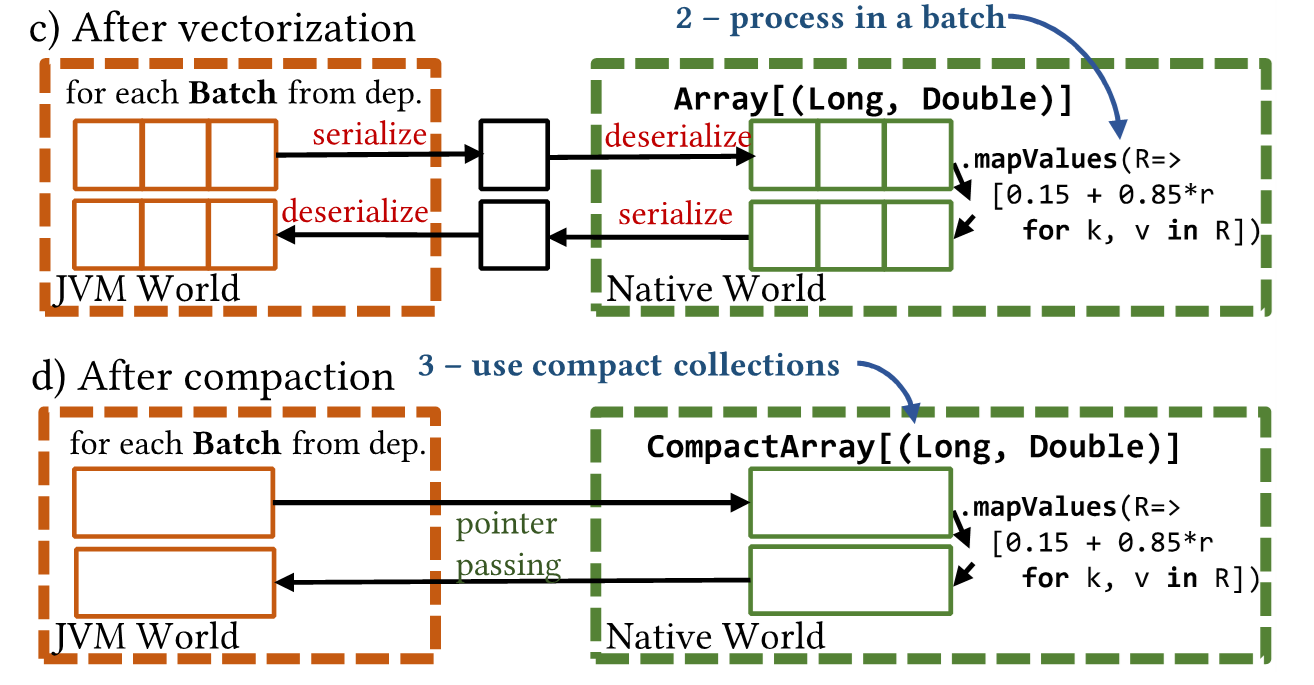 c) After vectorization
2 – process in a batch
for each Batch from dep.
Array[(Long, Double)]
serialize
deserialize
.mapValues(R=>
[0.15 + 0.85*r
for k, v in R])
deserialize
serialize
JVM World
Native World
d) After compaction
3 – use compact collections
for each Batch from dep.
CompactArray[(Long, Double)]
pointer
passing
.mapValues(R=>
[0.15 + 0.85*r
for k, v in R])
JVM World
Native World